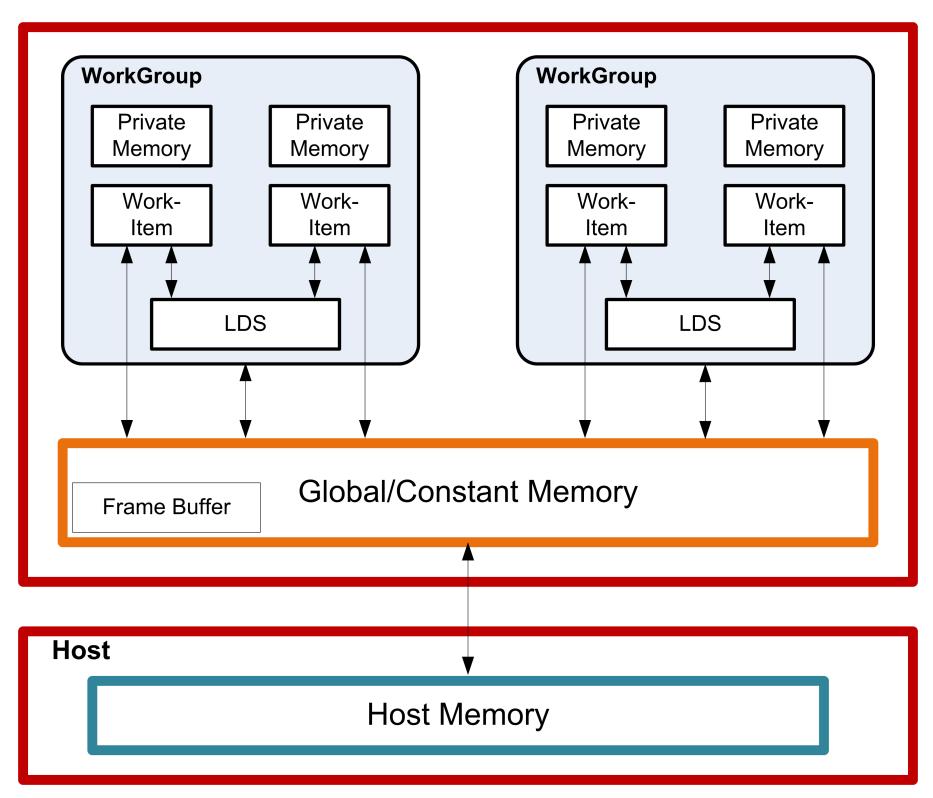 WorkGroup
Private
Memory
Private
Memory
Work-
Item
Work-
Item
LDS
WorkGroup
Private
Memory
Private
Memory
Work-
Item
Work-
Item
LDS
Global/Constant Memory
Frame Buffer
Host
Host Memory